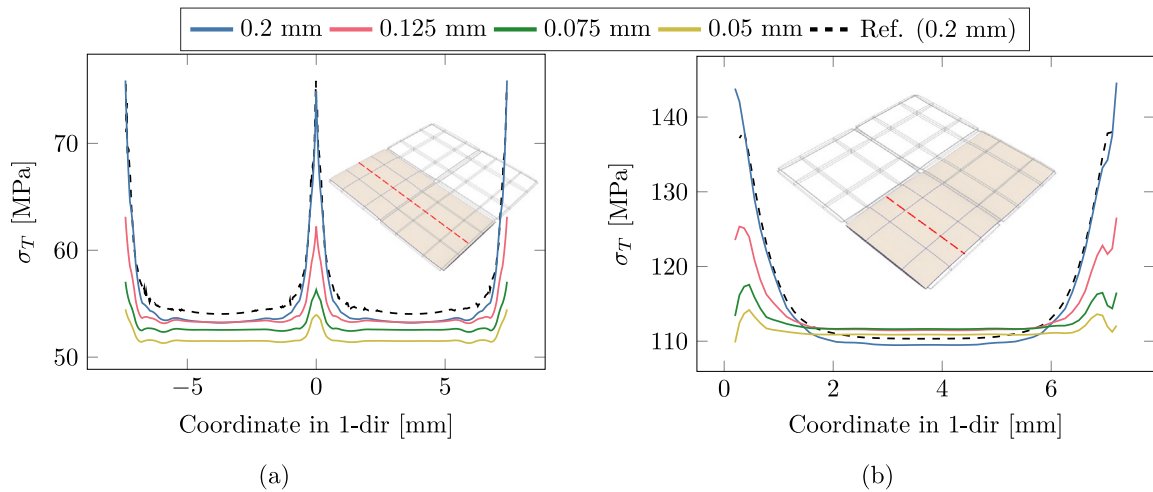 0.2 mm 0.125 mm 0.075 mm 0.05 mm Ref. (0.2 mm)
σT [MPa]
70
60
50
−5 0 5
Coordinate in 1-dir [mm]
(a)
σT [MPa]
140
130
120
110
0 2 4 6
Coordinate in 1-dir [mm]
(b)